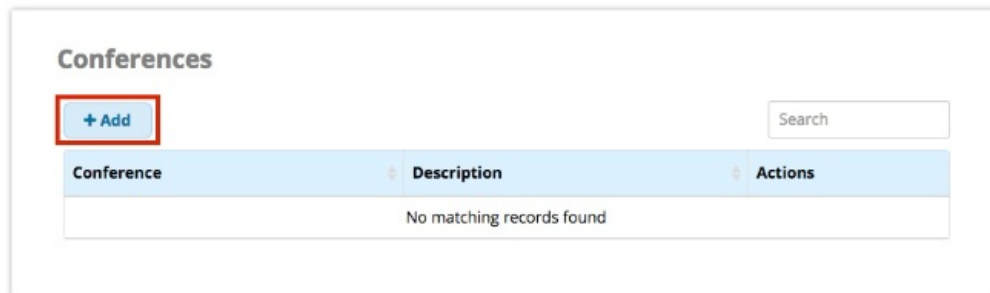 Conferences
+ Add
Search
Conference Description Actions
No matching records found